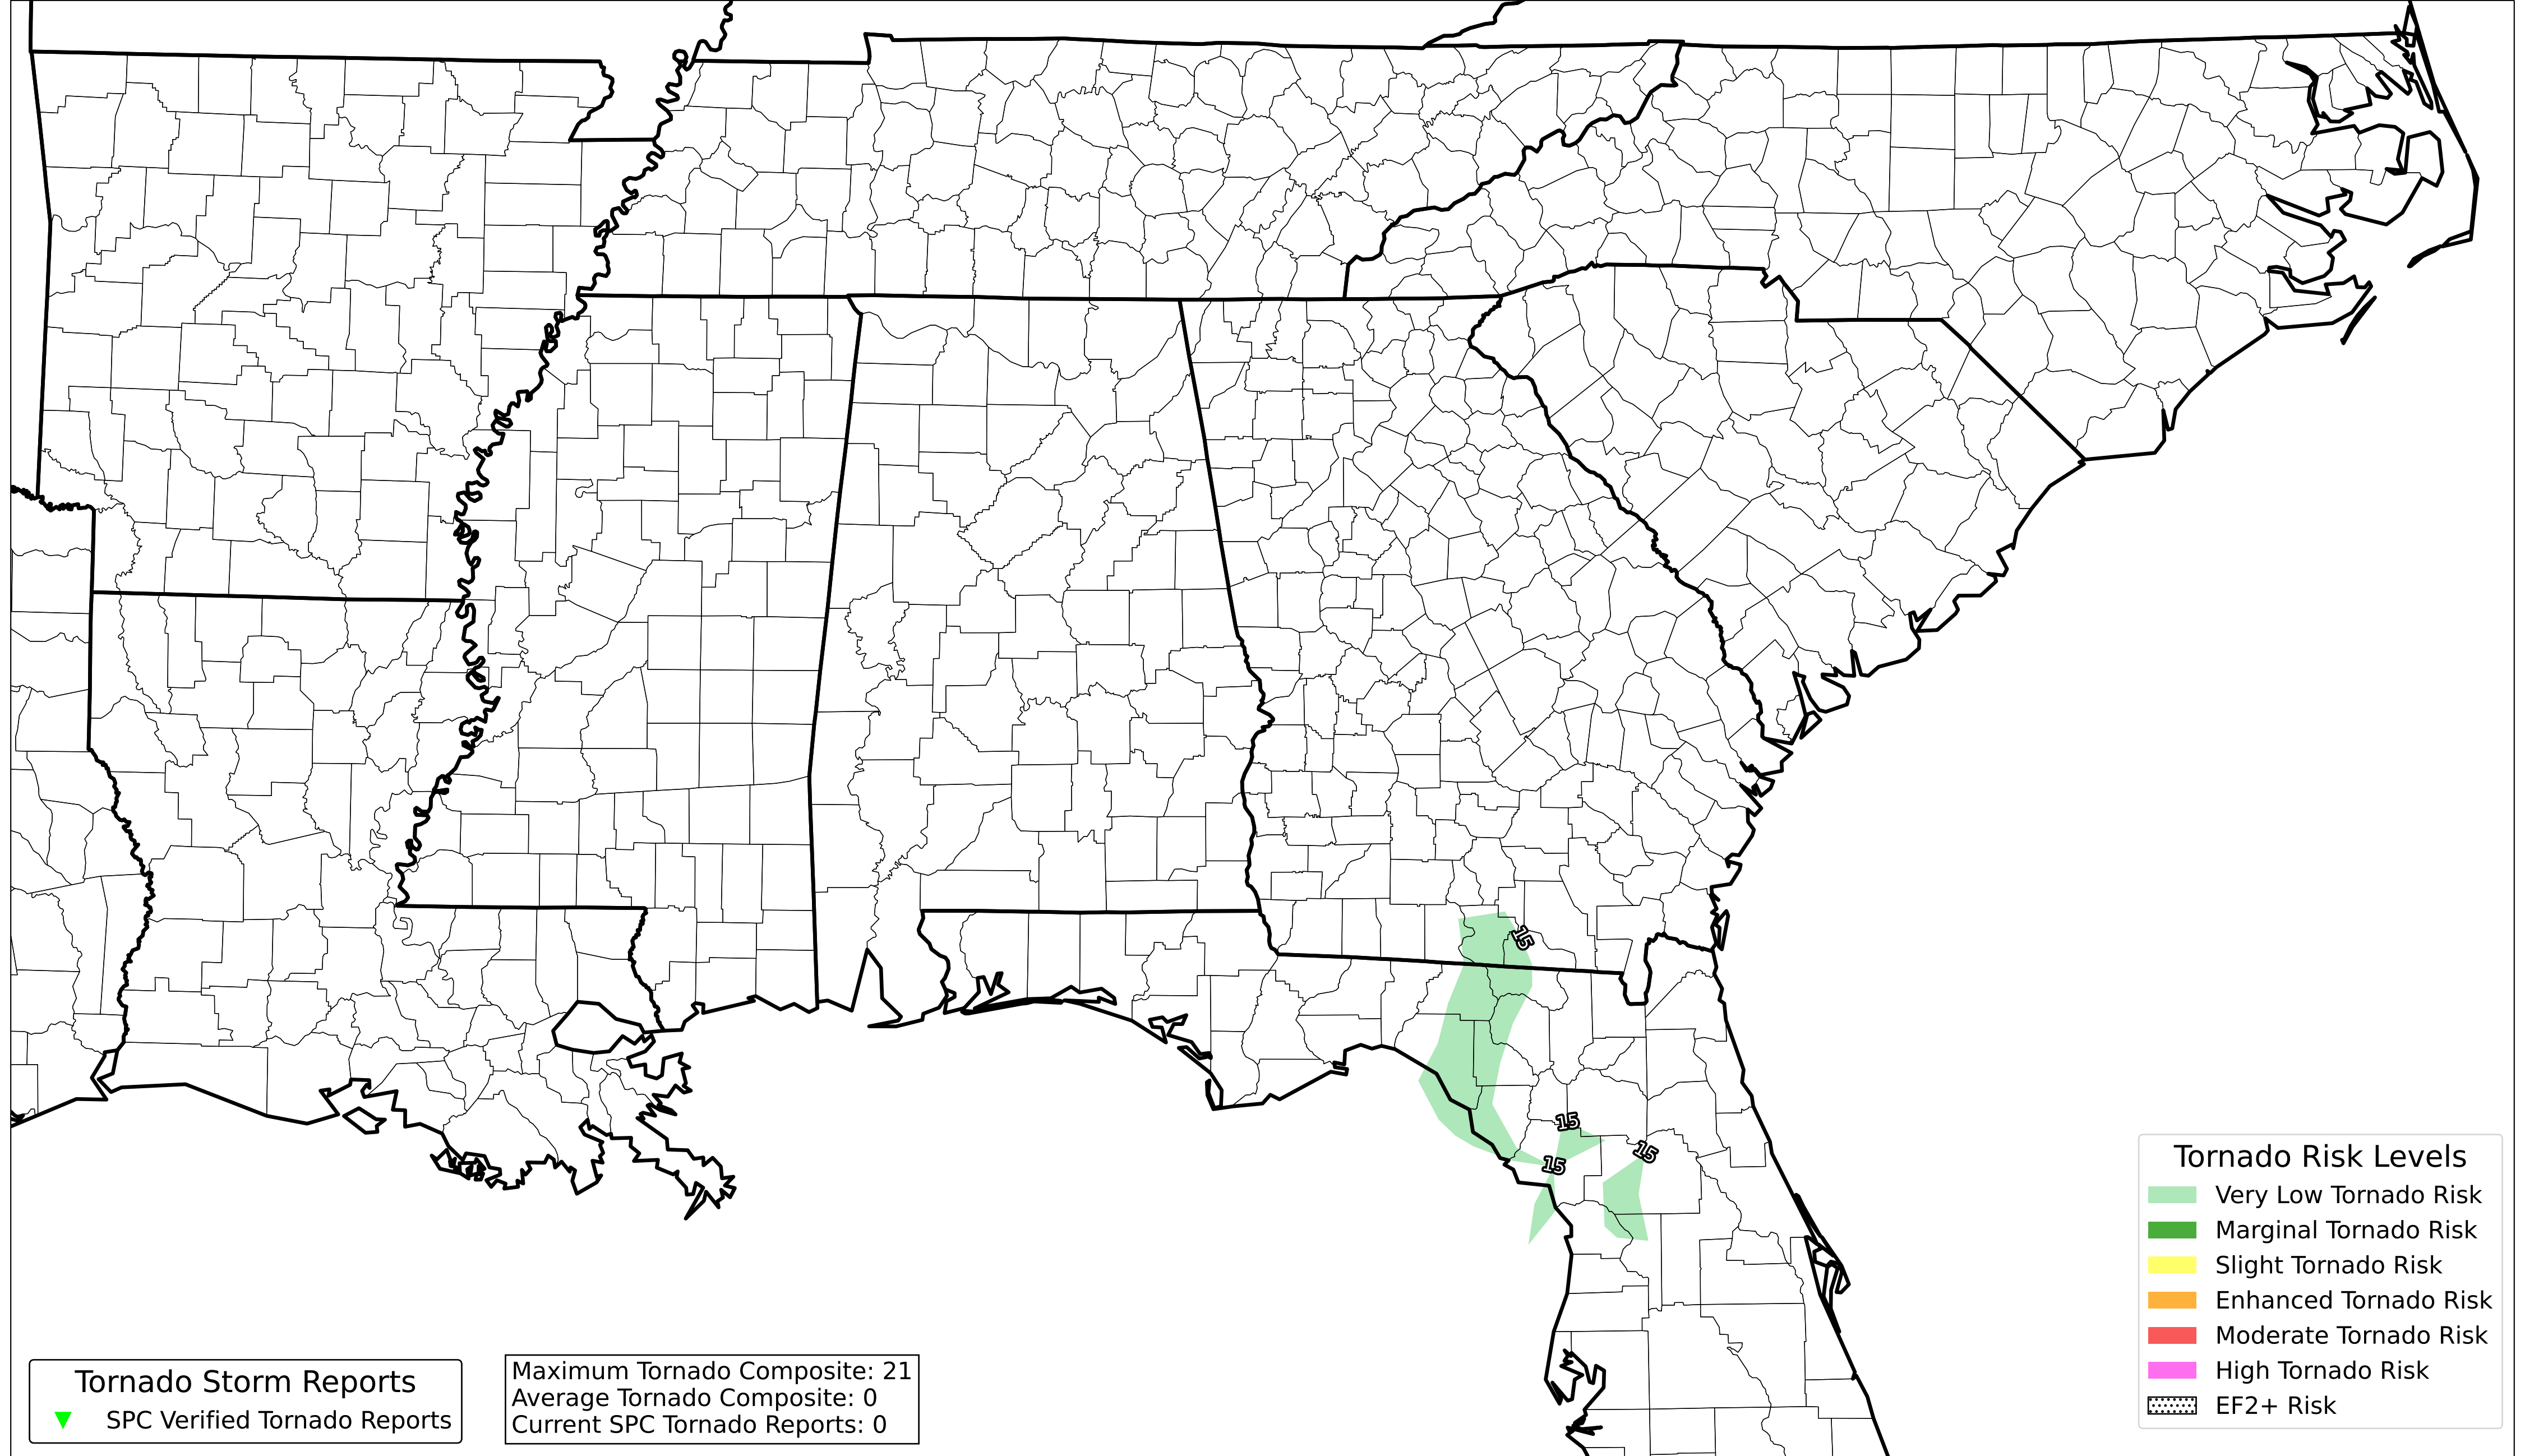 15
15
15
15
Tornado Risk Levels
Very Low Tornado Risk
Marginal Tornado Risk
Slight Tornado Risk
Enhanced Tornado Risk
Moderate Tornado Risk
High Tornado Risk
EF2+ Risk
Tornado Storm Reports
SPC Verified Tornado Reports
Maximum Tornado Composite: 21
Average Tornado Composite: 0
Current SPC Tornado Reports: 0